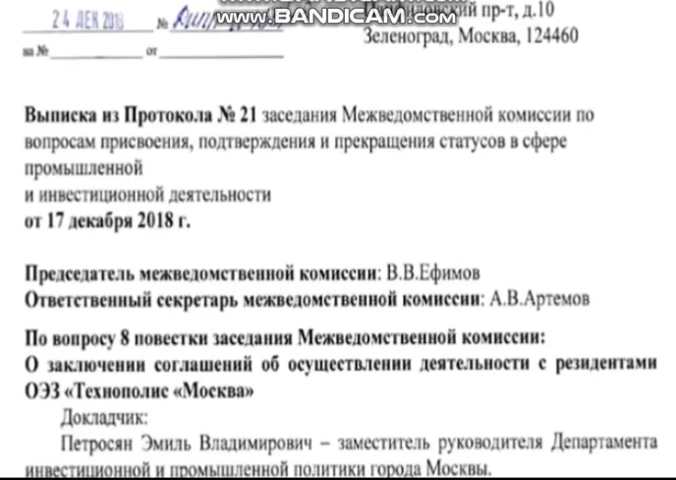 WWW.BANDICAM.COM
24 ДЕК 2018 №
пр-т, д.10
на № от
Зеленоград, Москва, 124460
Выписка из Протокола № 21 заседания Межведомственной комиссии по
вопросам присвоения, подтверждения и прекращения статусов в сфере
промышленной
и инвестиционной деятельности
от 17 декабря 2018 г.
Председатель межведомственной комиссии: В.В.Ефимов
Ответственный секретарь межведомственной комиссии: А.В.Артемов
По вопросу 8 повестки заседания Межведомственной комиссии:
О заключении соглашений об осуществлении деятельности с резидентами
ОЭЗ «Технополис «Москва»
Докладчик:
Петросян Эмиль Владимирович – заместитель руководителя Департамента
инвестиционной и промышленной политики города Москвы.